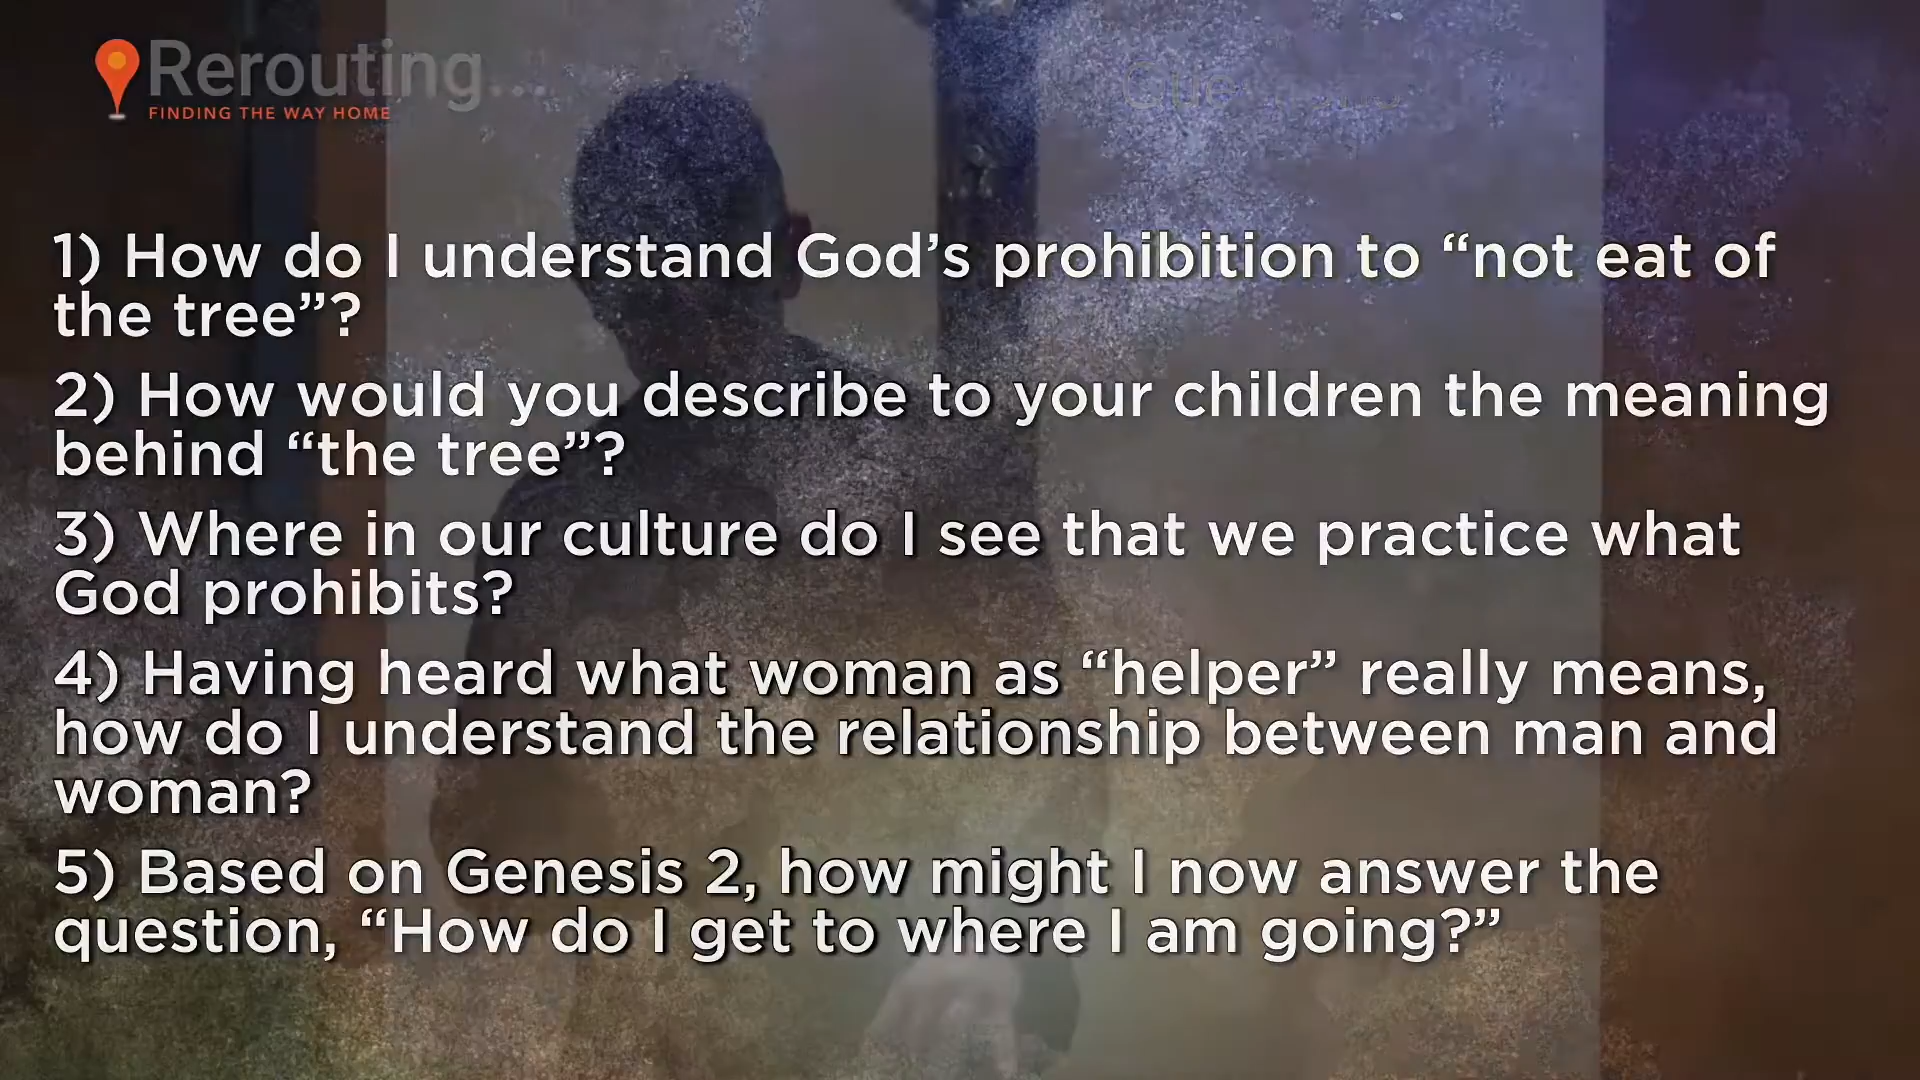 Rerouting...
FINDING THE WAY HOME
1) How do I understand God’s prohibition to “not eat of
the tree”?
2) How would you describe to your children the meaning
behind “the tree”?
3) Where in our culture do I see that we practice what
God prohibits?
4) Having heard what woman as “helper” really means,
how do I understand the relationship between man and
woman?
5) Based on Genesis 2, how might I now answer the
question, “How do I get to where I am going?”